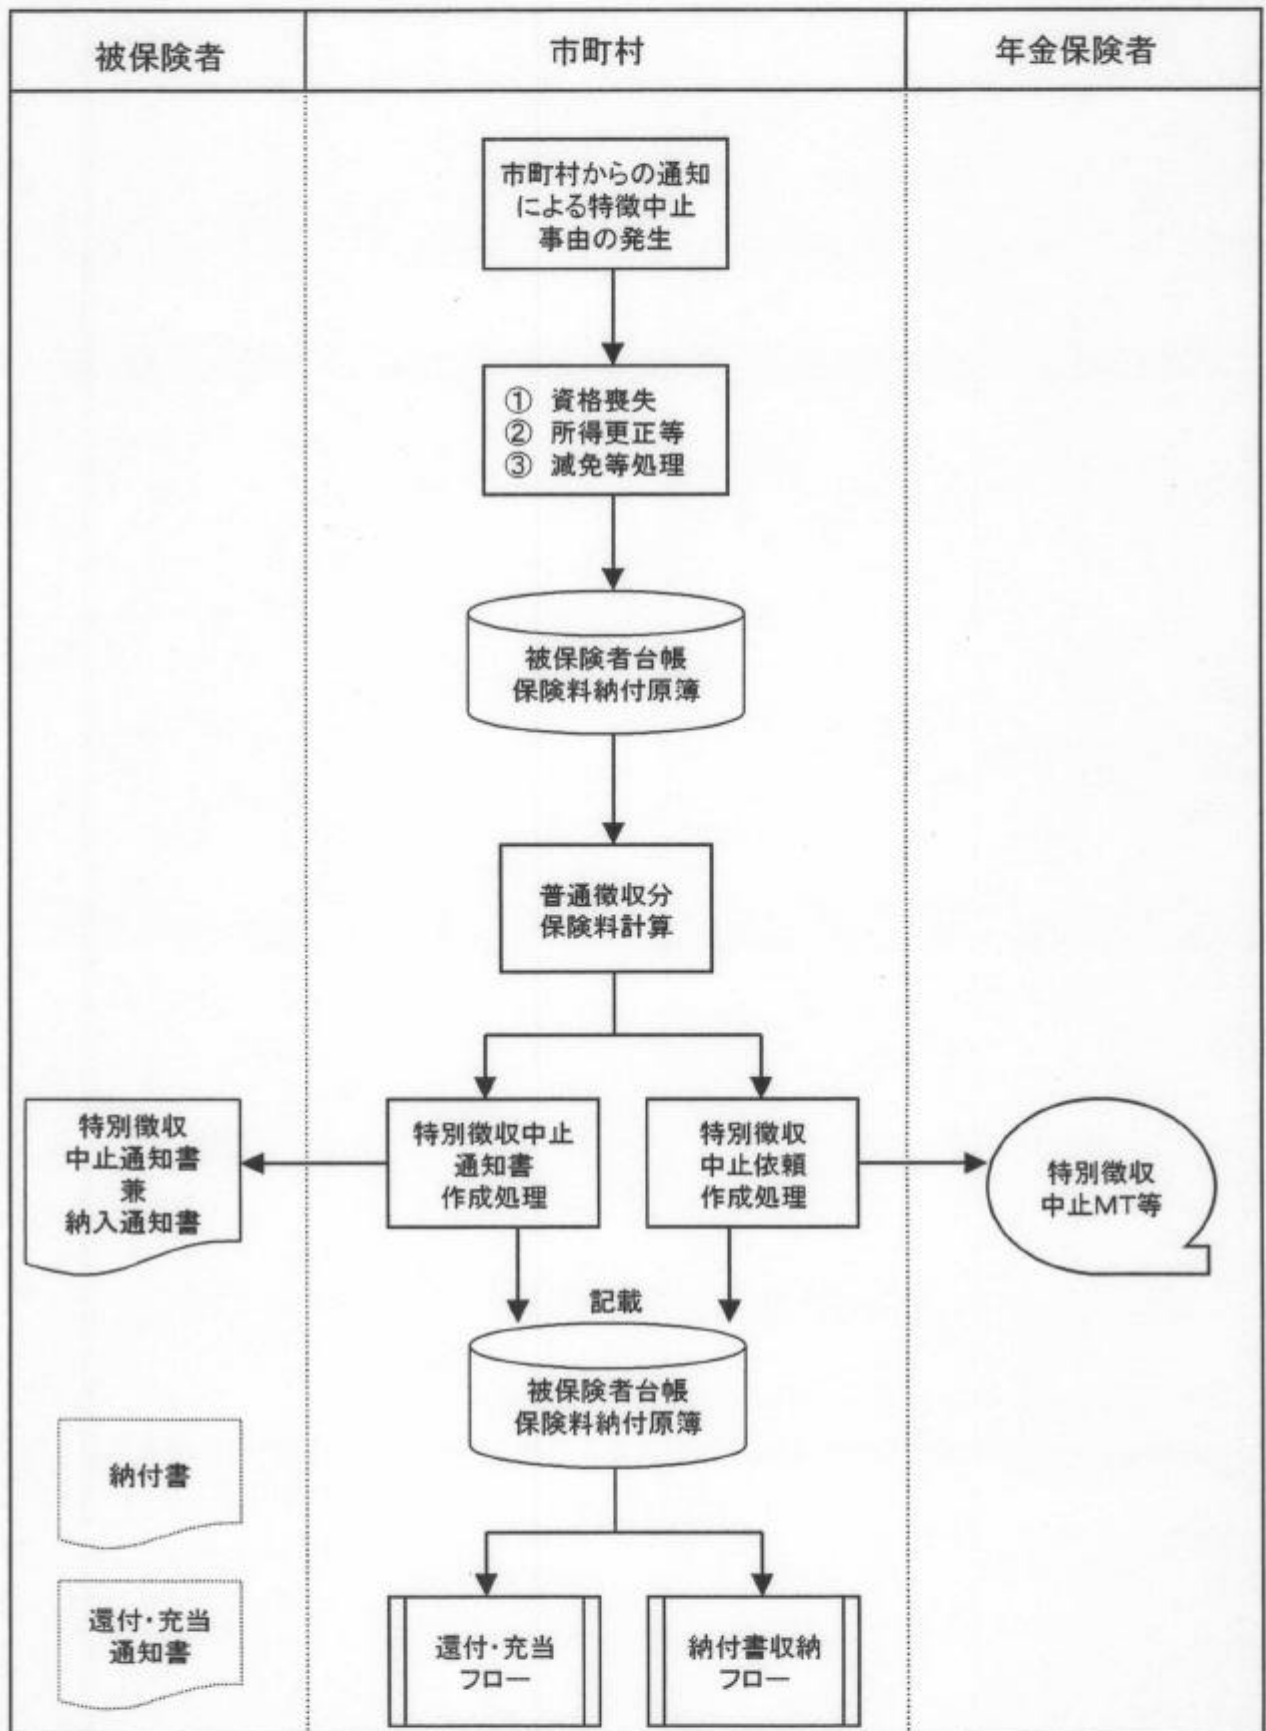 被保険者
市町村
年金保険者
市町村からの通知
による特徴中止
事由の発生
① 資格喪失
② 所得更正等
③ 減免等処理
被保険者台帳
保険料納付原簿
普通徴収分
保険料計算
特別徴収
中止通知書
兼
納入通知書
特別徴収中止
通知書
作成処理
特別徴収
中止依頼
作成処理
特別徴収
中止MT等
記載
被保険者台帳
保険料納付原簿
納付書
還付・充当
通知書
還付・充当
フロー
納付書収納
フロー